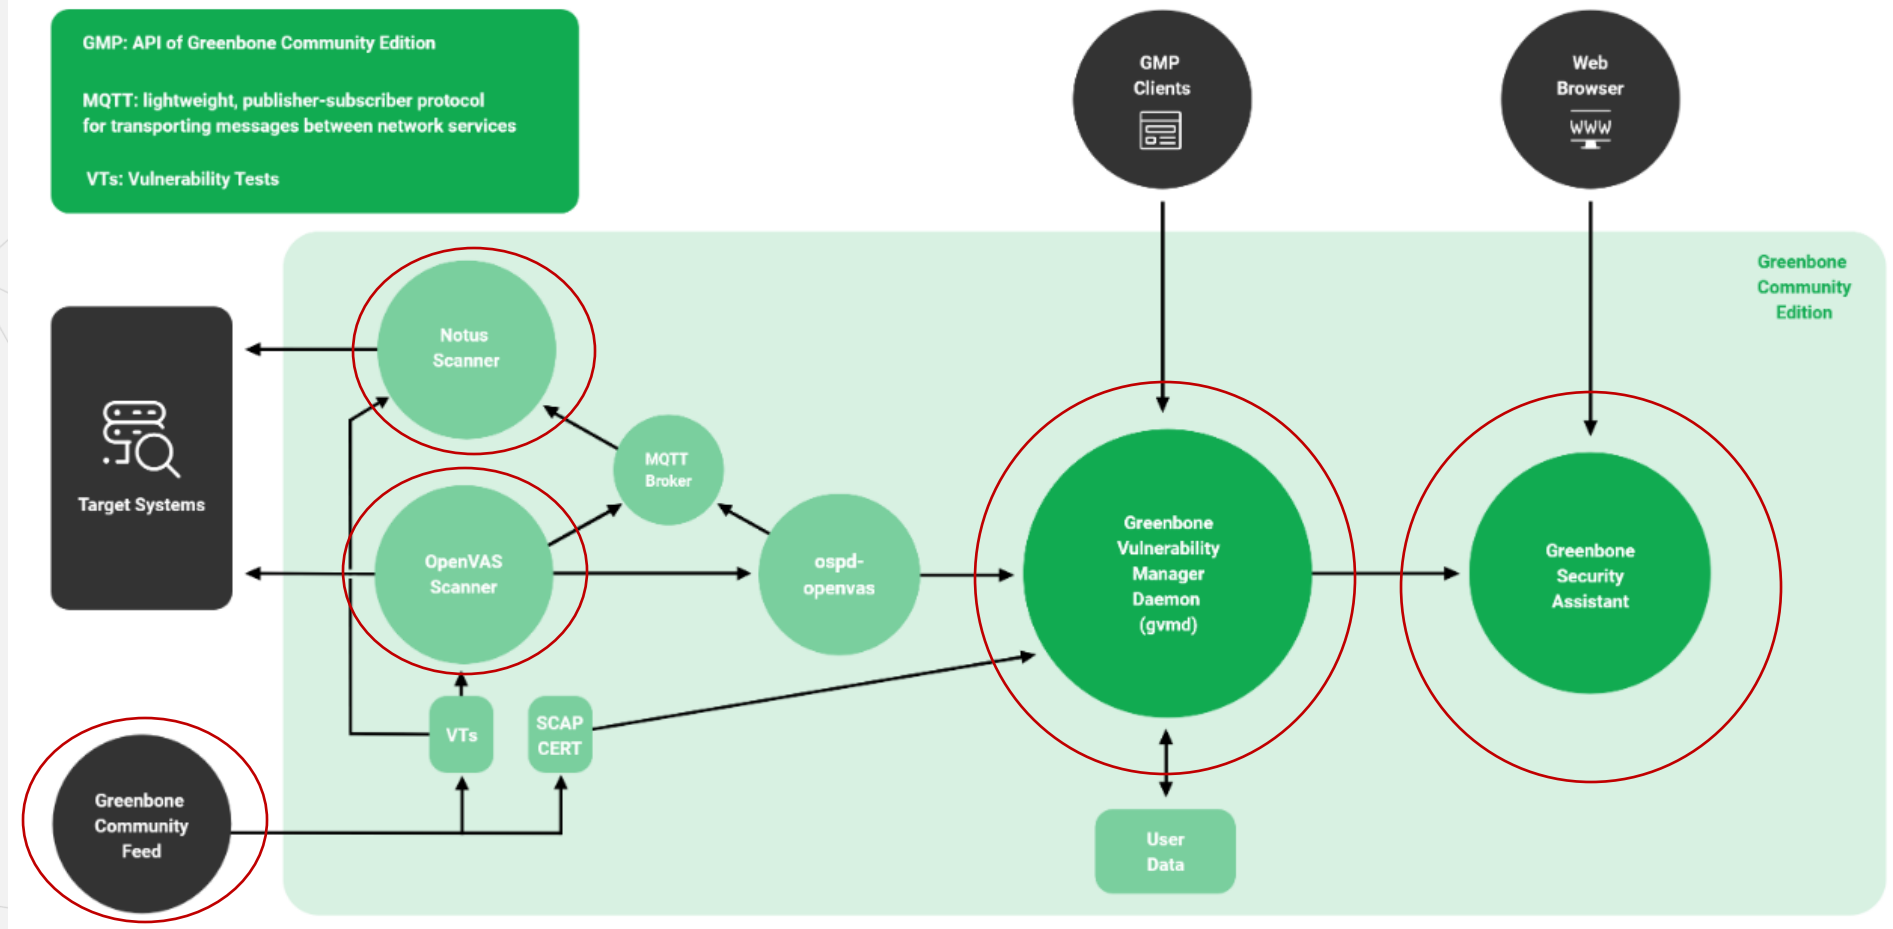 GMP: API of Greenbone Community Edition
MQTT: lightweight, publisher-subscriber protocol
for transporting messages between network services
VTs: Vulnerability Tests
GMP
Clients
Web
Browser
WWW
Greenbone
Community
Edition
Notus
Scanner
Target Systems
MQTT
Broker
OpenVAS
Scanner
ospd-
openvas
Greenbone
Vulnerability
Manager
Daemon
(gvmd)
Greenbone
Security
Assistant
VTs
SCAP
CERT
Greenbone
Community
Feed
User
Data